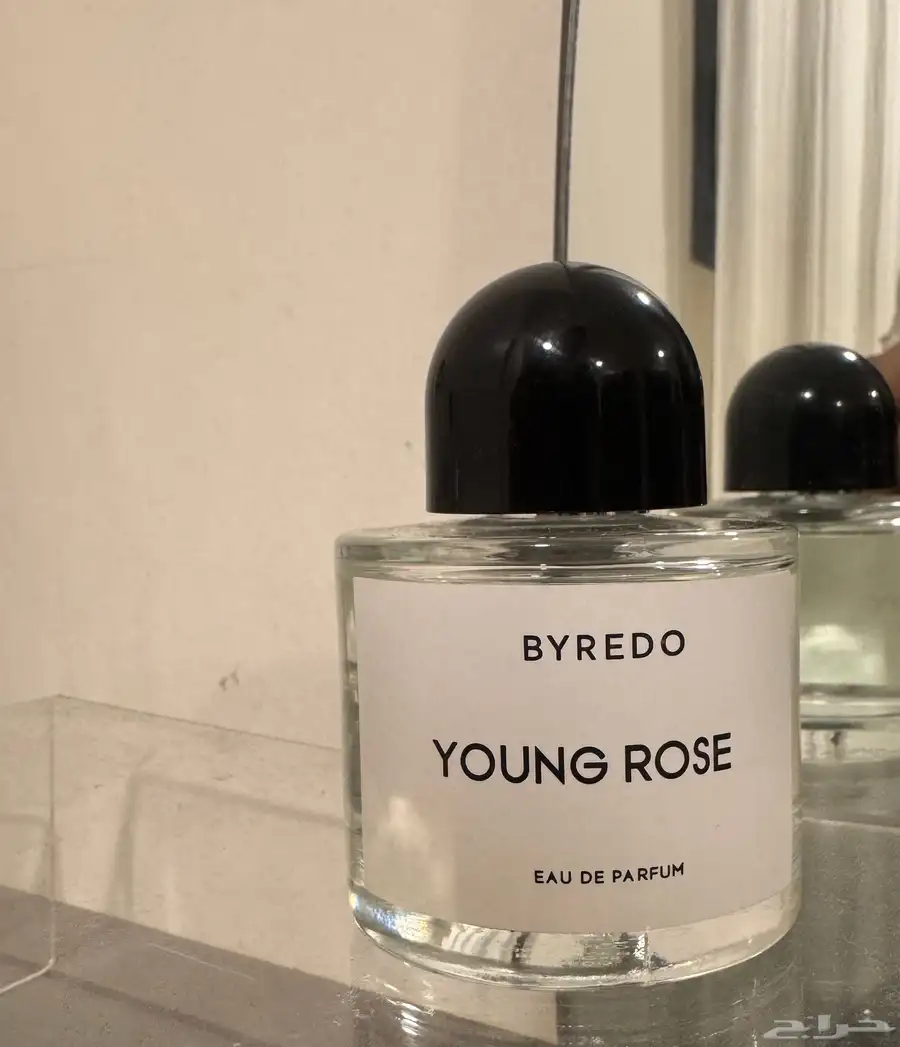 BYREDO
YOUNG ROSE
EAU DE PARFUM
حراج